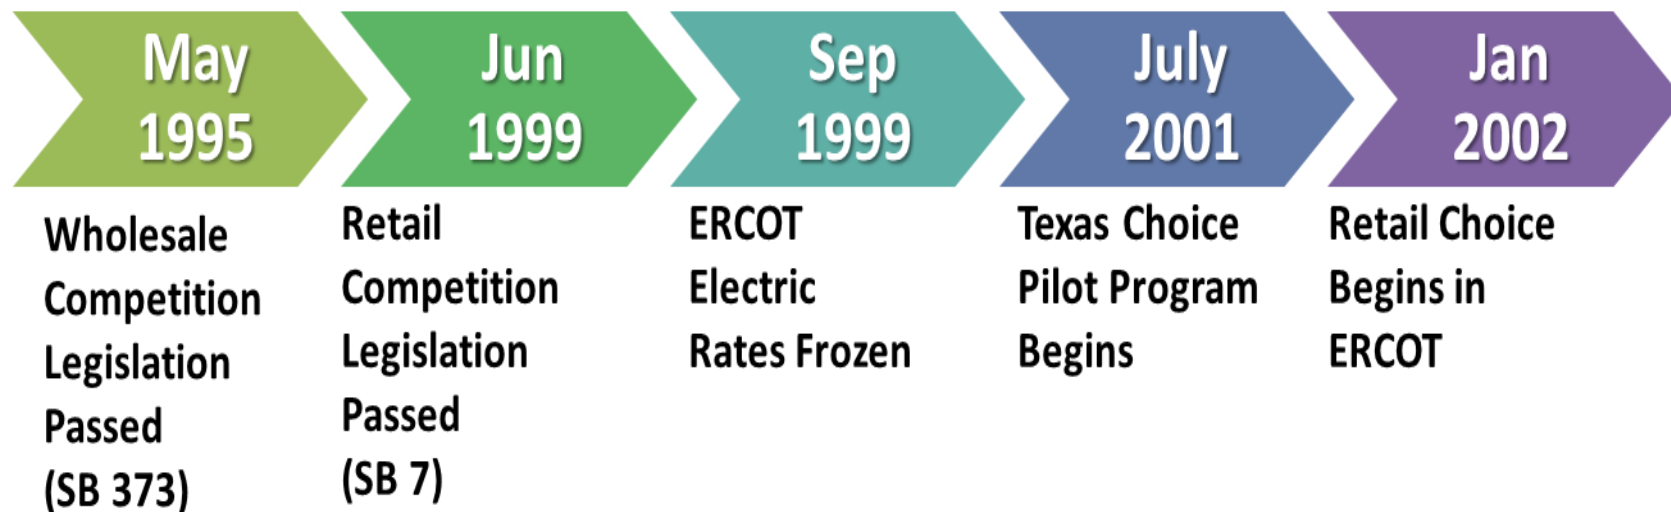 May
1995
Wholesale
Competition
Legislation
Passed
(SB 373)
Jun
1999
Retail
Competition
Legislation
Passed
(SB 7)
Sep
1999
ERCOT
Electric
Rates Frozen
July
2001
Texas Choice
Pilot Program
Begins
Jan
2002
Retail Choice
Begins in
ERCOT